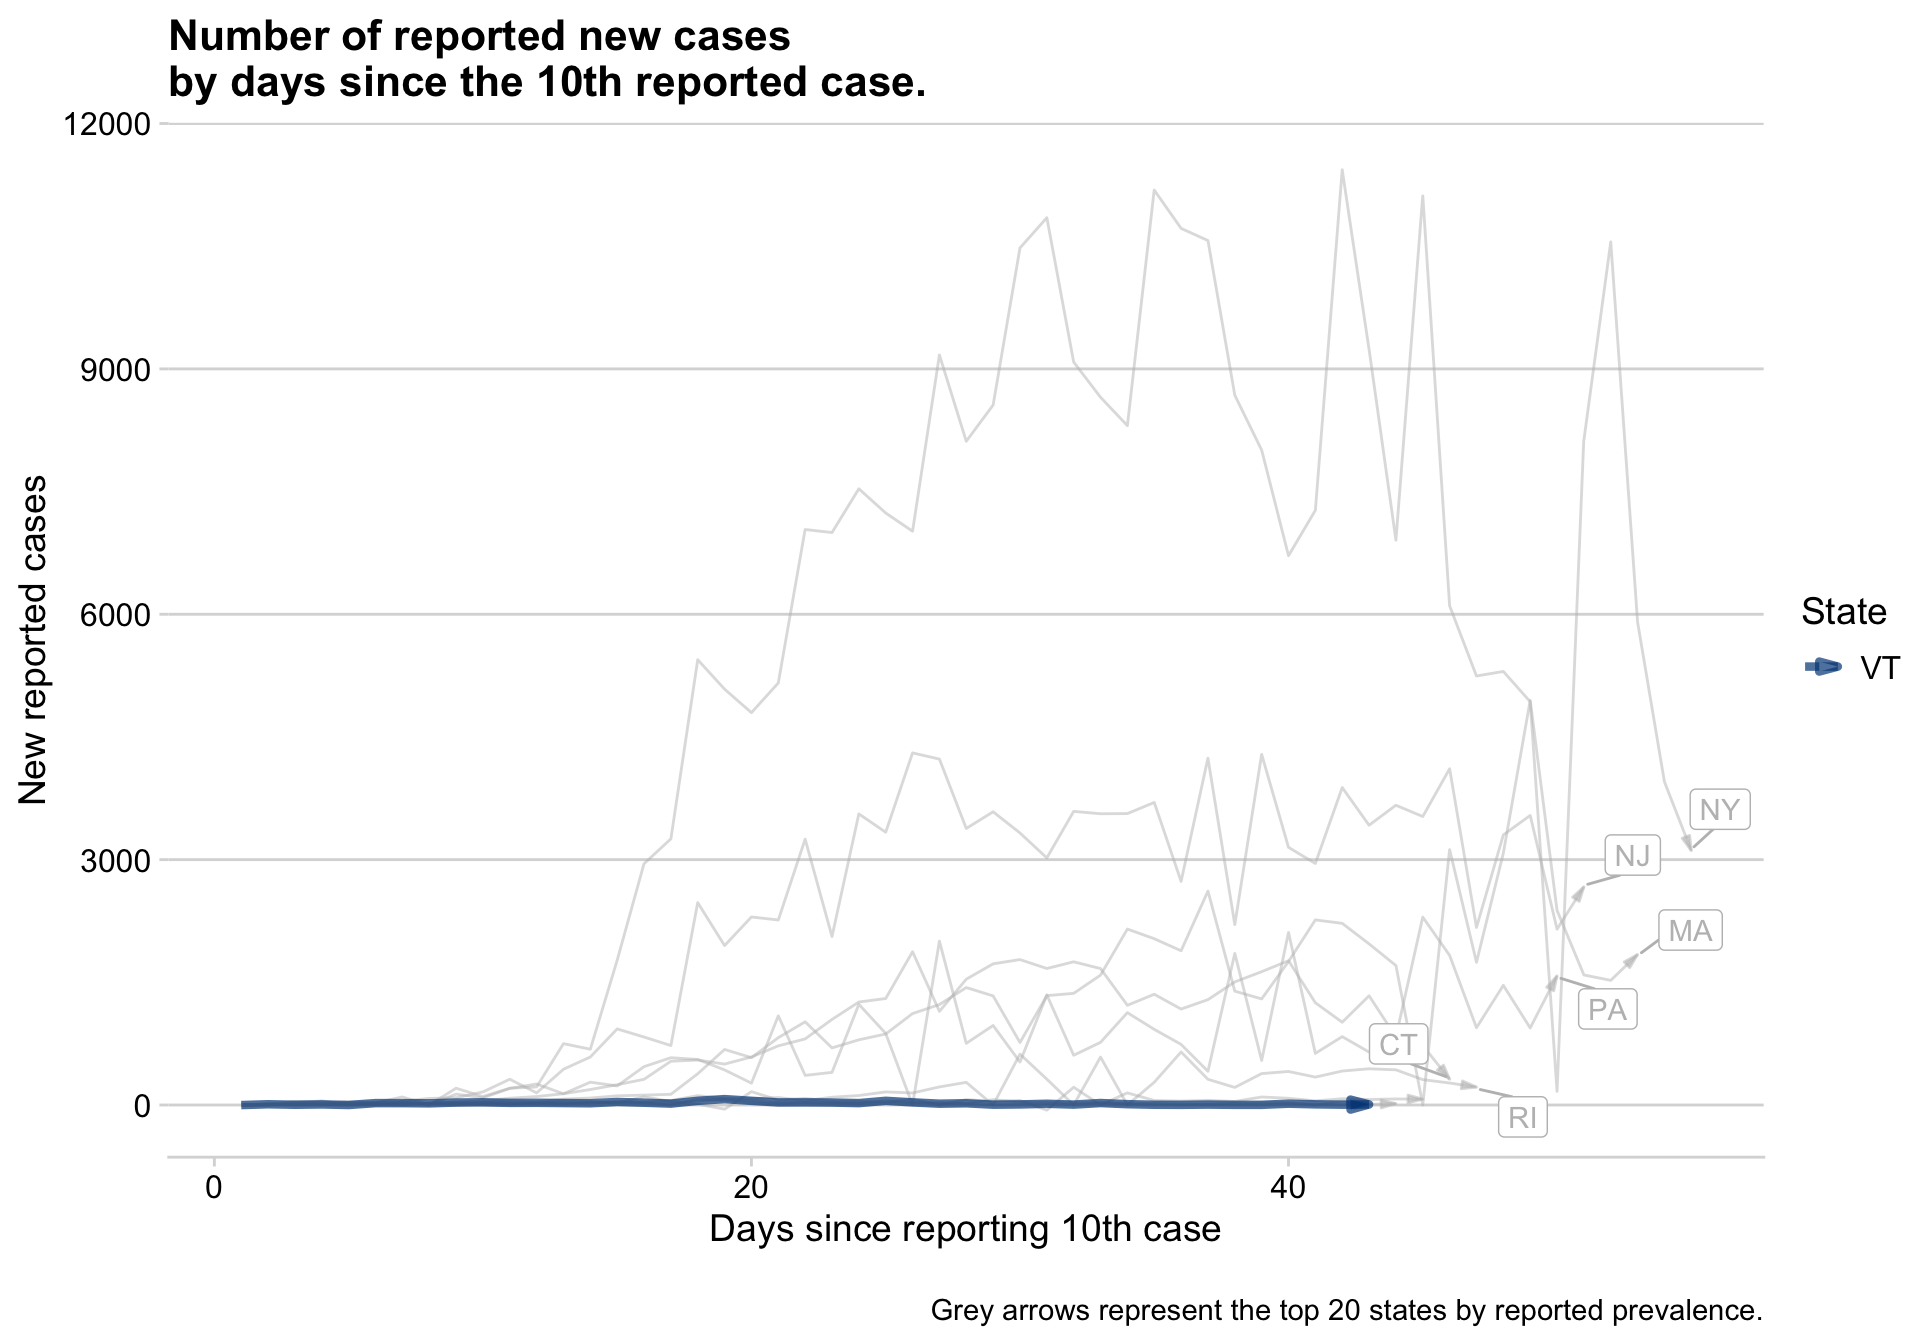 Number of reported new cases
by days since the 10th reported case.
12000
9000
6000
3000
0
New reported cases
NY
NJ
MA
PA
CT
RI
State
VT
0 20 40
Days since reporting 10th case
Grey arrows represent the top 20 states by reported prevalence.